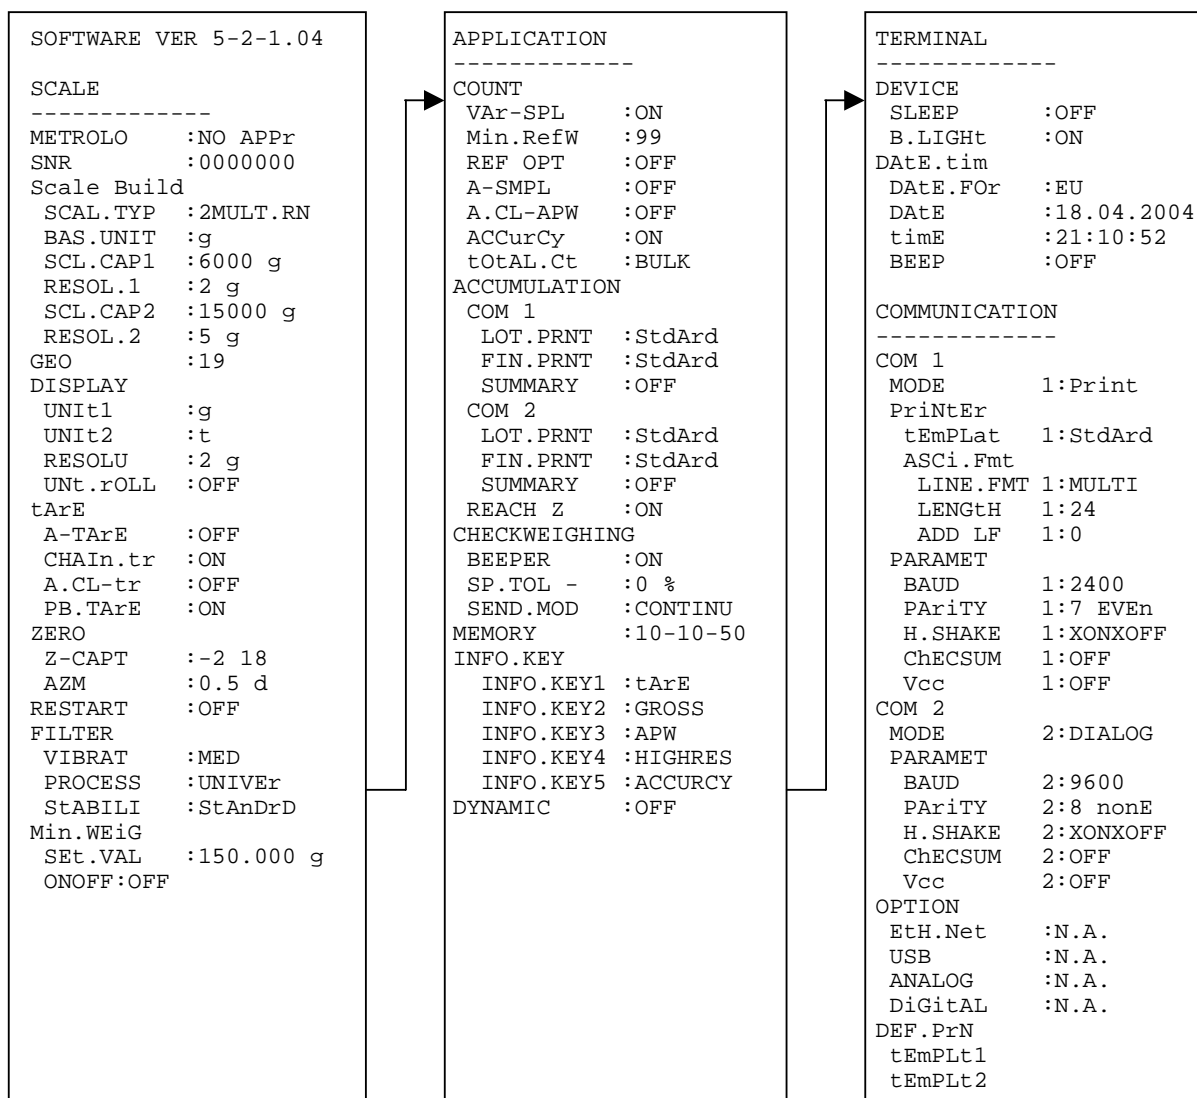 SOFTWARE VER 5-2-1.04
SCALE
-------------
METROLO :NO APPr
SNR :0000000
Scale Build
SCAL.TYP :2MULT.RN
BAS.UNIT :g
SCL.CAP1 :6000 g
RESOL.1 :2 g
SCL.CAP2 :15000 g
RESOL.2 :5 g
GEO :19
DISPLAY
UNIt1 :g
UNIt2 :t
RESOLU :2 g
UNt.rOLL :OFF
tArE
A-TArE :OFF
CHAIn.tr :ON
A.CL-tr :OFF
PB.TArE :ON
ZERO
Z-CAPT :-2 18
AZM :0.5 d
RESTART :OFF
FILTER
VIBRAT :MED
PROCESS :UNIVEr
StABILI :StAnDrD
Min.WEiG
SEt.VAL :150.000 g
ONOFF:OFF
APPLICATION
-------------
COUNT
VAr-SPL :ON
Min.RefW :99
REF OPT :OFF
A-SMPL :OFF
A.CL-APW :OFF
ACCurCy :ON
tOtAL.Ct :BULK
ACCUMULATION
COM 1
LOT.PRNT :StdArd
FIN.PRNT :StdArd
SUMMARY :OFF
COM 2
LOT.PRNT :StdArd
FIN.PRNT :StdArd
SUMMARY :OFF
REACH Z :ON
CHECKWEIGHING
BEEPER :ON
SP.TOL - :0 %
SEND.MOD :CONTINU
MEMORY :10-10-50
INFO.KEY
INFO.KEY1 :tArE
INFO.KEY2 :GROSS
INFO.KEY3 :APW
INFO.KEY4 :HIGHRES
INFO.KEY5 :ACCURCY
DYNAMIC :OFF
TERMINAL
-------------
DEVICE
SLEEP :OFF
B.LIGHt :ON
DAtE.tim
DAtE.FOr :EU
DAtE :18.04.2004
timE :21:10:52
BEEP :OFF
COMMUNICATION
-------------
COM 1
MODE 1:Print
PriNtEr
tEmPLat 1:StdArd
ASCi.Fmt
LINE.FMT 1:MULTI
LENGtH 1:24
ADD LF 1:0
PARAMET
BAUD 1:2400
PAriTY 1:7 EVEn
H.SHAKE 1:XONXOFF
ChECSUM 1:OFF
Vcc 1:OFF
COM 2
MODE 2:DIALOG
PARAMET
BAUD 2:9600
PAriTY 2:8 nonE
H.SHAKE 2:XONXOFF
ChECSUM 2:OFF
Vcc 2:OFF
OPTION
EtH.Net :N.A.
USB :N.A.
ANALOG :N.A.
DiGitAL :N.A.
DEF.PrN
tEmPLt1
tEmPLt2